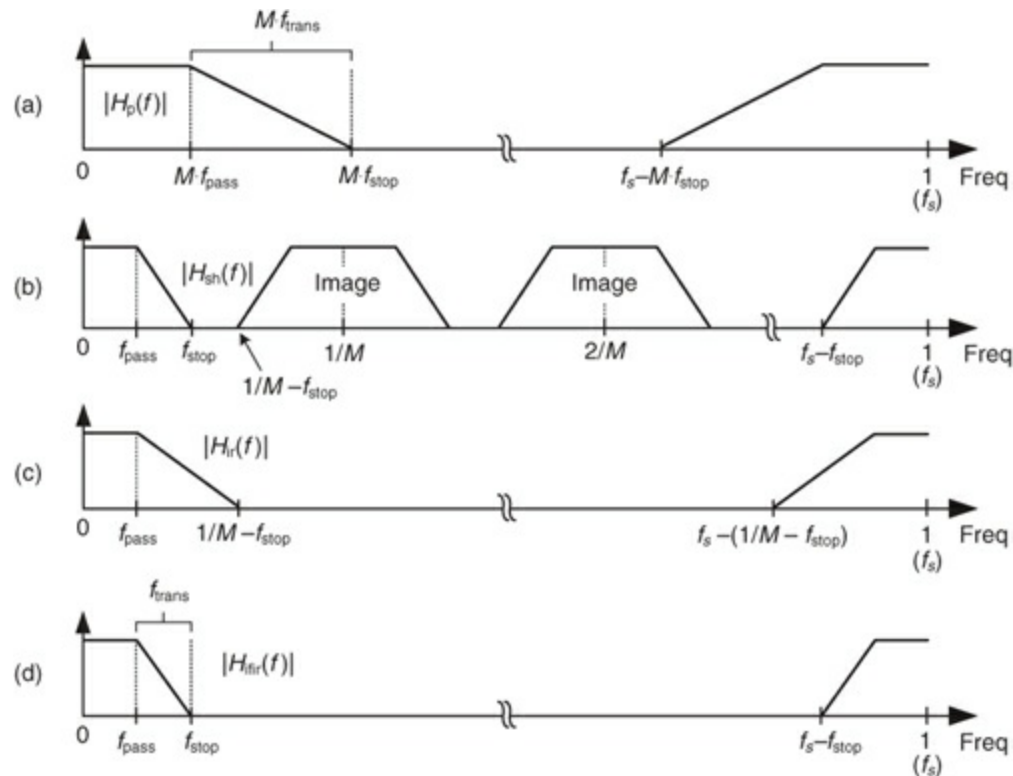 M·f_trans
(a)
|H_p(f)|
0
M·f_pass
M·f_stop
f_s–M·f_stop
1
(f_s)
Freq
(b)
|H_sh(f)|
Image
Image
0
f_pass
f_stop
1/M
2/M
f_s–f_stop
1
(f_s)
Freq
1/M –f_stop
(c)
|H_ir(f)|
0
f_pass
1/M–f_stop
f_s–(1/M – f_stop)
1
(f_s)
Freq
f_trans
(d)
|H_ifir(f)|
0
f_pass
f_stop
f_s–f_stop
1
(f_s)
Freq